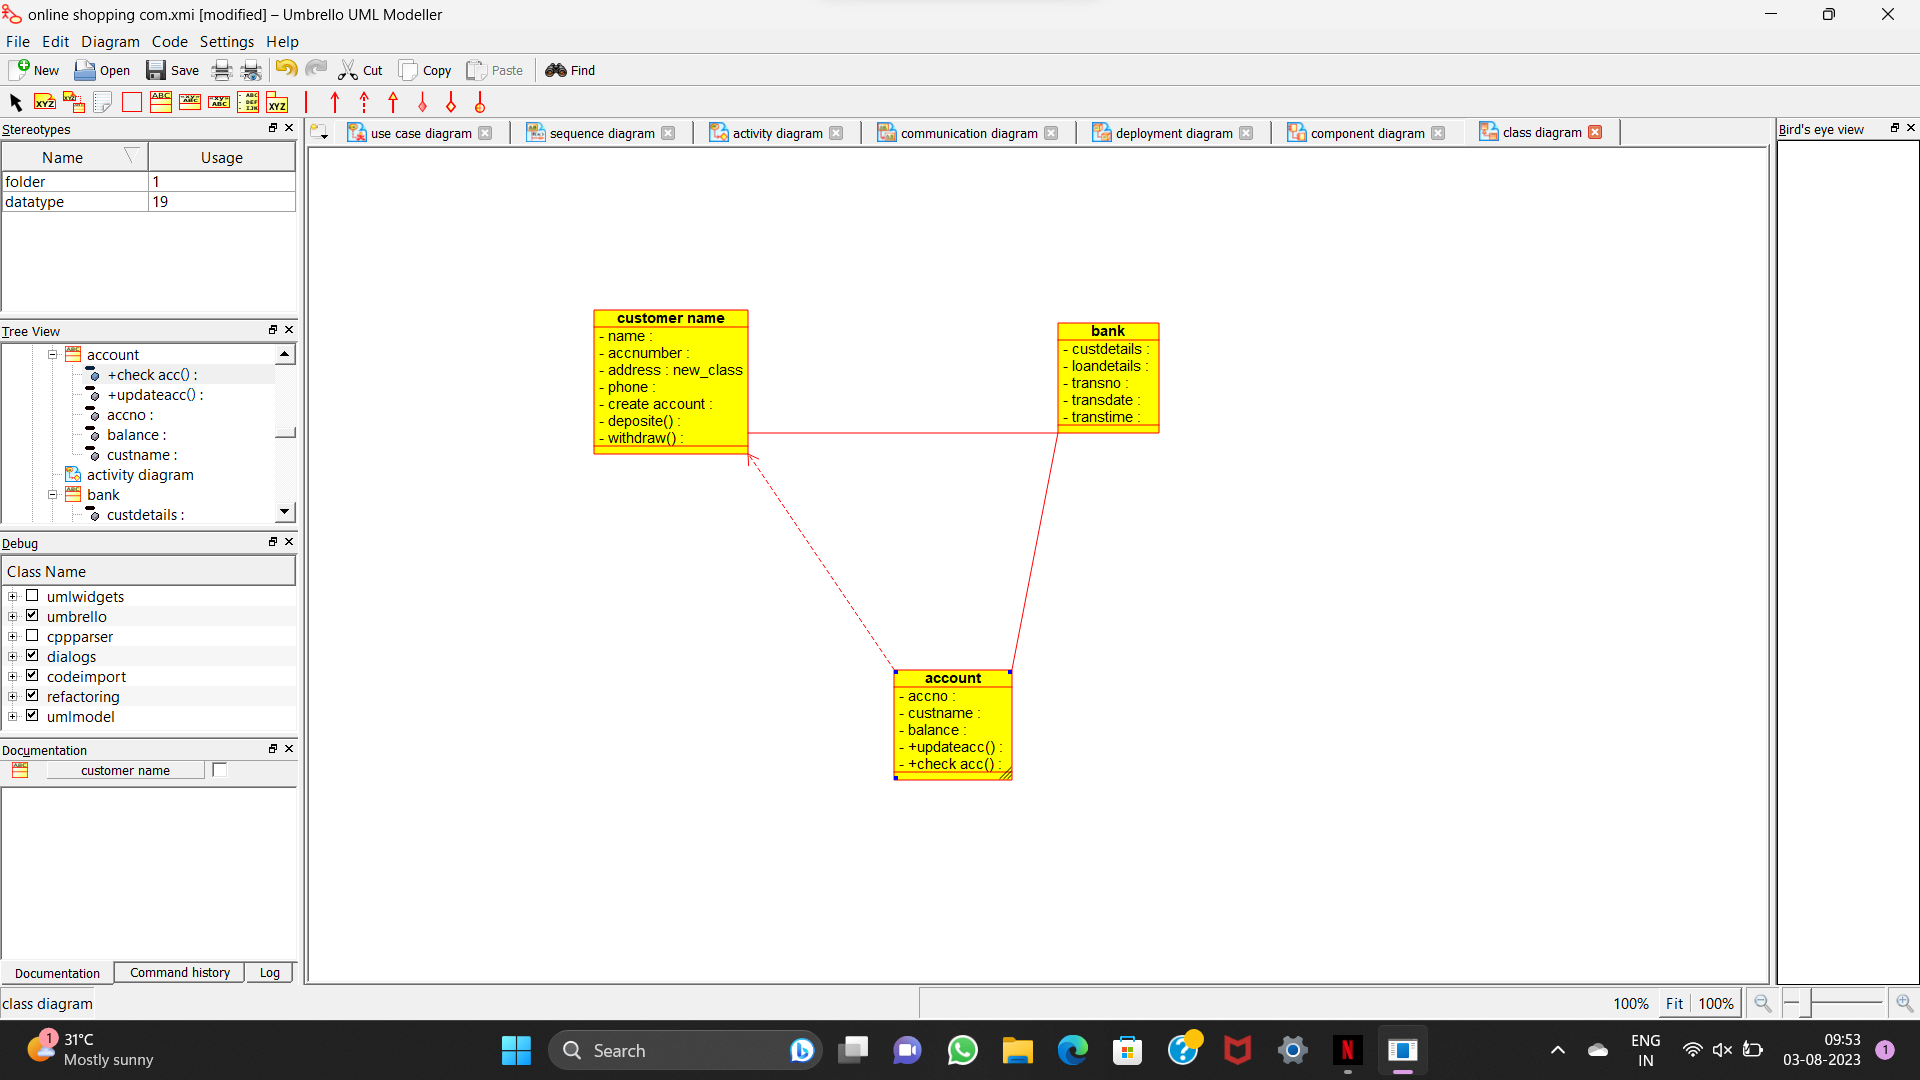 online shopping com.xmi [modified] – Umbrello UML Modeller
File Edit Diagram Code Settings Help
New Open Save Cut Copy Paste Find
Stereotypes
Name Usage
folder 1
datatype 19
Tree View
account
+check acc() :
+updateacc() :
accno :
balance :
custname :
activity diagram
bank
custdetails :
Debug
Class Name
umlwidgets
umbrello
cppparser
dialogs
codeimport
refactoring
umlmodel
Documentation
customer name
Documentation Command history Log
use case diagram sequence diagram activity diagram communication diagram deployment diagram component diagram class diagram
customer name
- name :
- accnumber :
- address : new_class
- phone :
- create account :
- deposite() :
- withdraw() :
bank
- custdetails :
- loandetails :
- transno :
- transdate :
- transtime :
account
- accno :
- custname :
- balance :
- +updateacc() :
- +check acc() :
Bird's eye view
class diagram
100% Fit 100%
1
31°C
Mostly sunny
Search
ENG
IN
09:53
03-08-2023
1